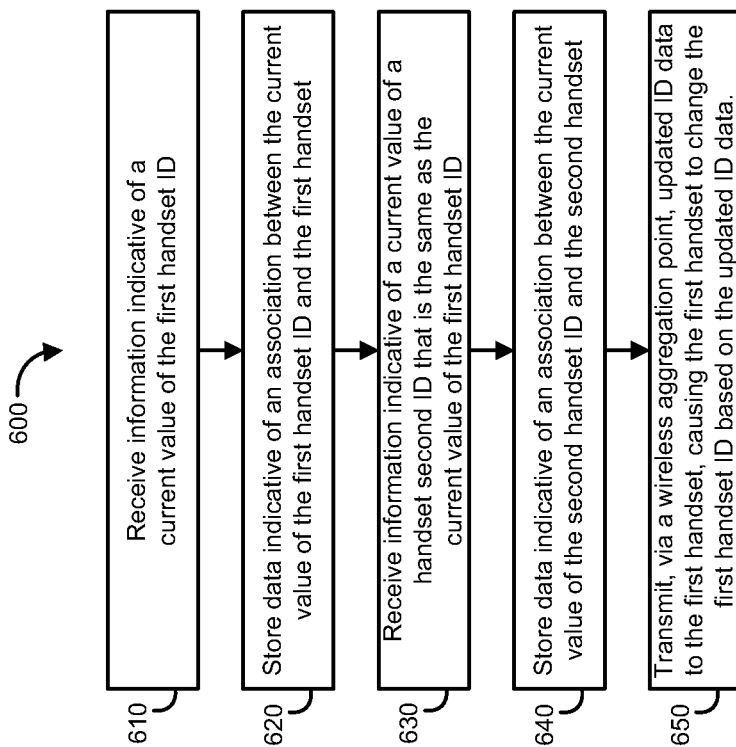 600
610
Receive information indicative of a
current value of the first handset ID
620
Store data indicative of an association between the current
value of the first handset ID and the first handset
630
Receive information indicative of a current value of a
handset second ID that is the same as the
current value of the first handset ID
640
Store data indicative of an association between the current
value of the second handset ID and the second handset
650
Transmit, via a wireless aggregation point, updated ID data
to the first handset, causing the first handset to change the
first handset ID based on the updated ID data.